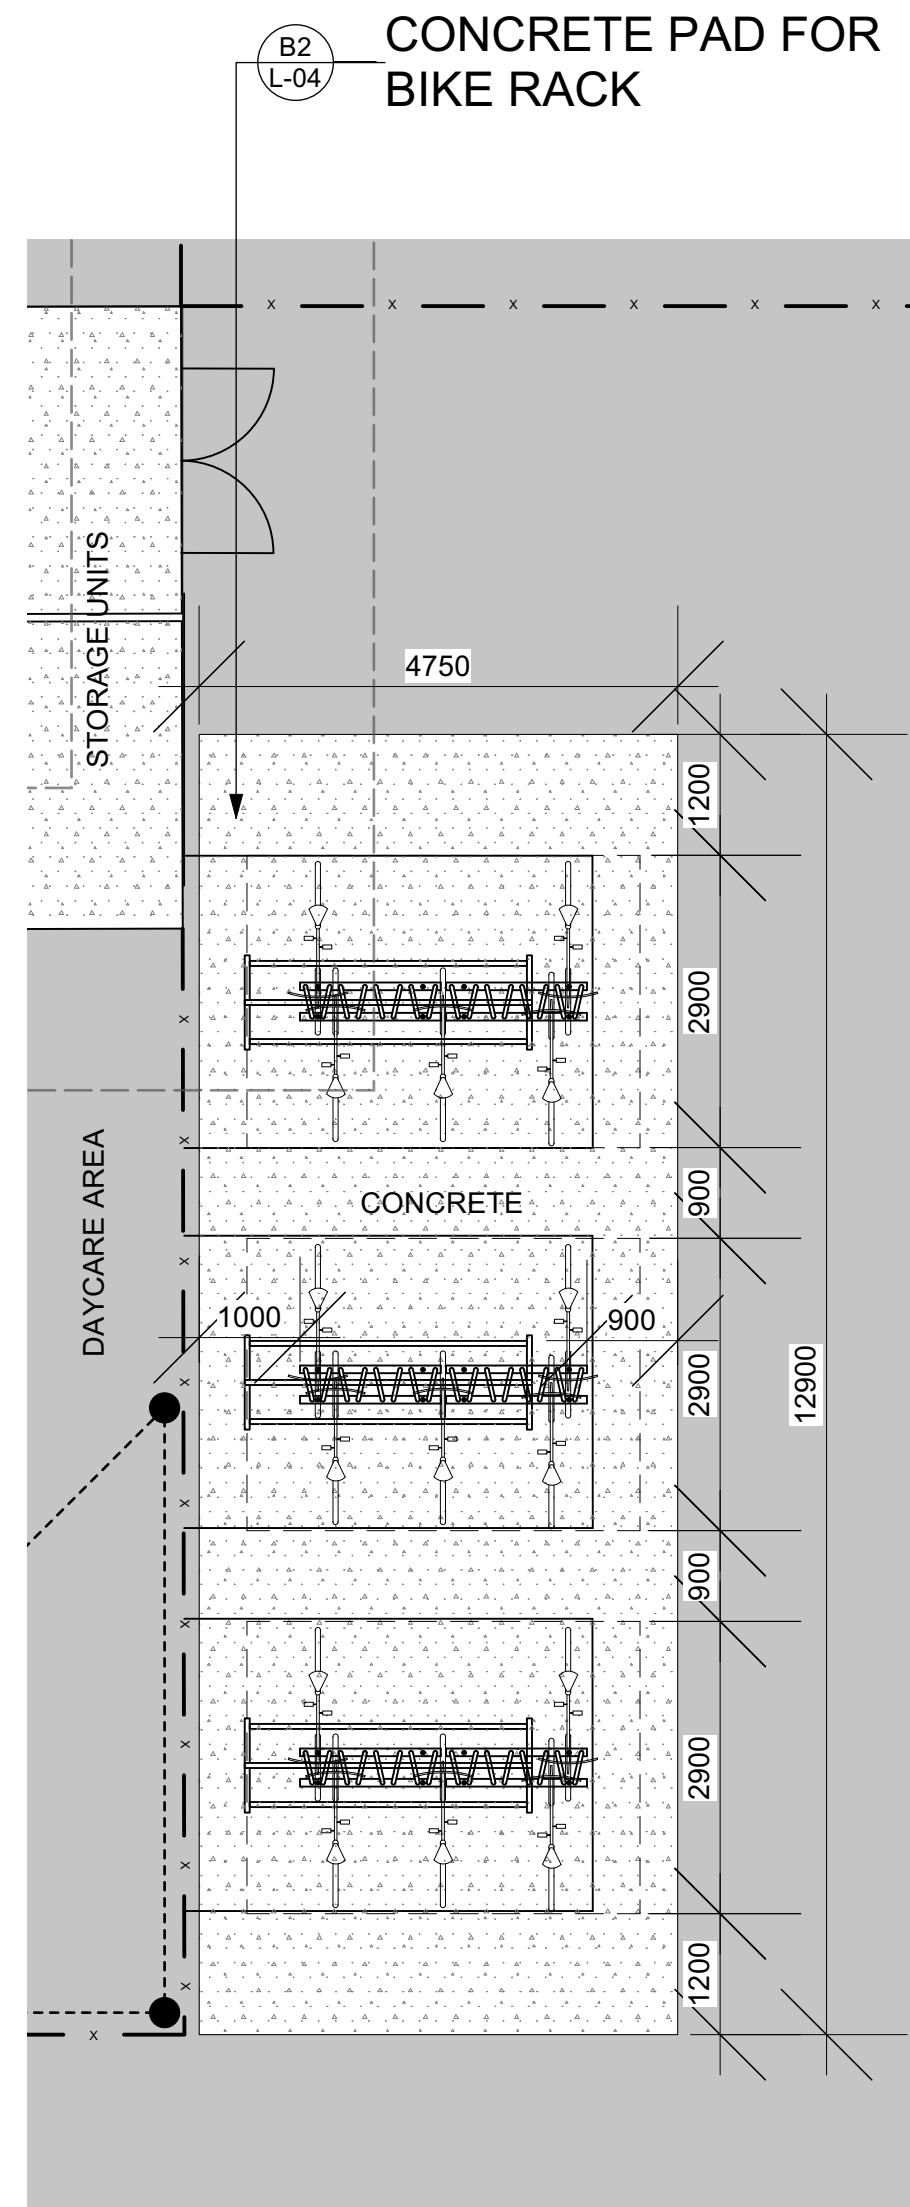 B2
L-04
CONCRETE PAD FOR
BIKE RACK
x x x x x x
STORAGE UNITS
4750
1200
2900
x
x
DAYCARE AREA
CONCRETE
900
x
1000
900
2900
12900
x
x
900
x
x
2900
x
x
1200
x